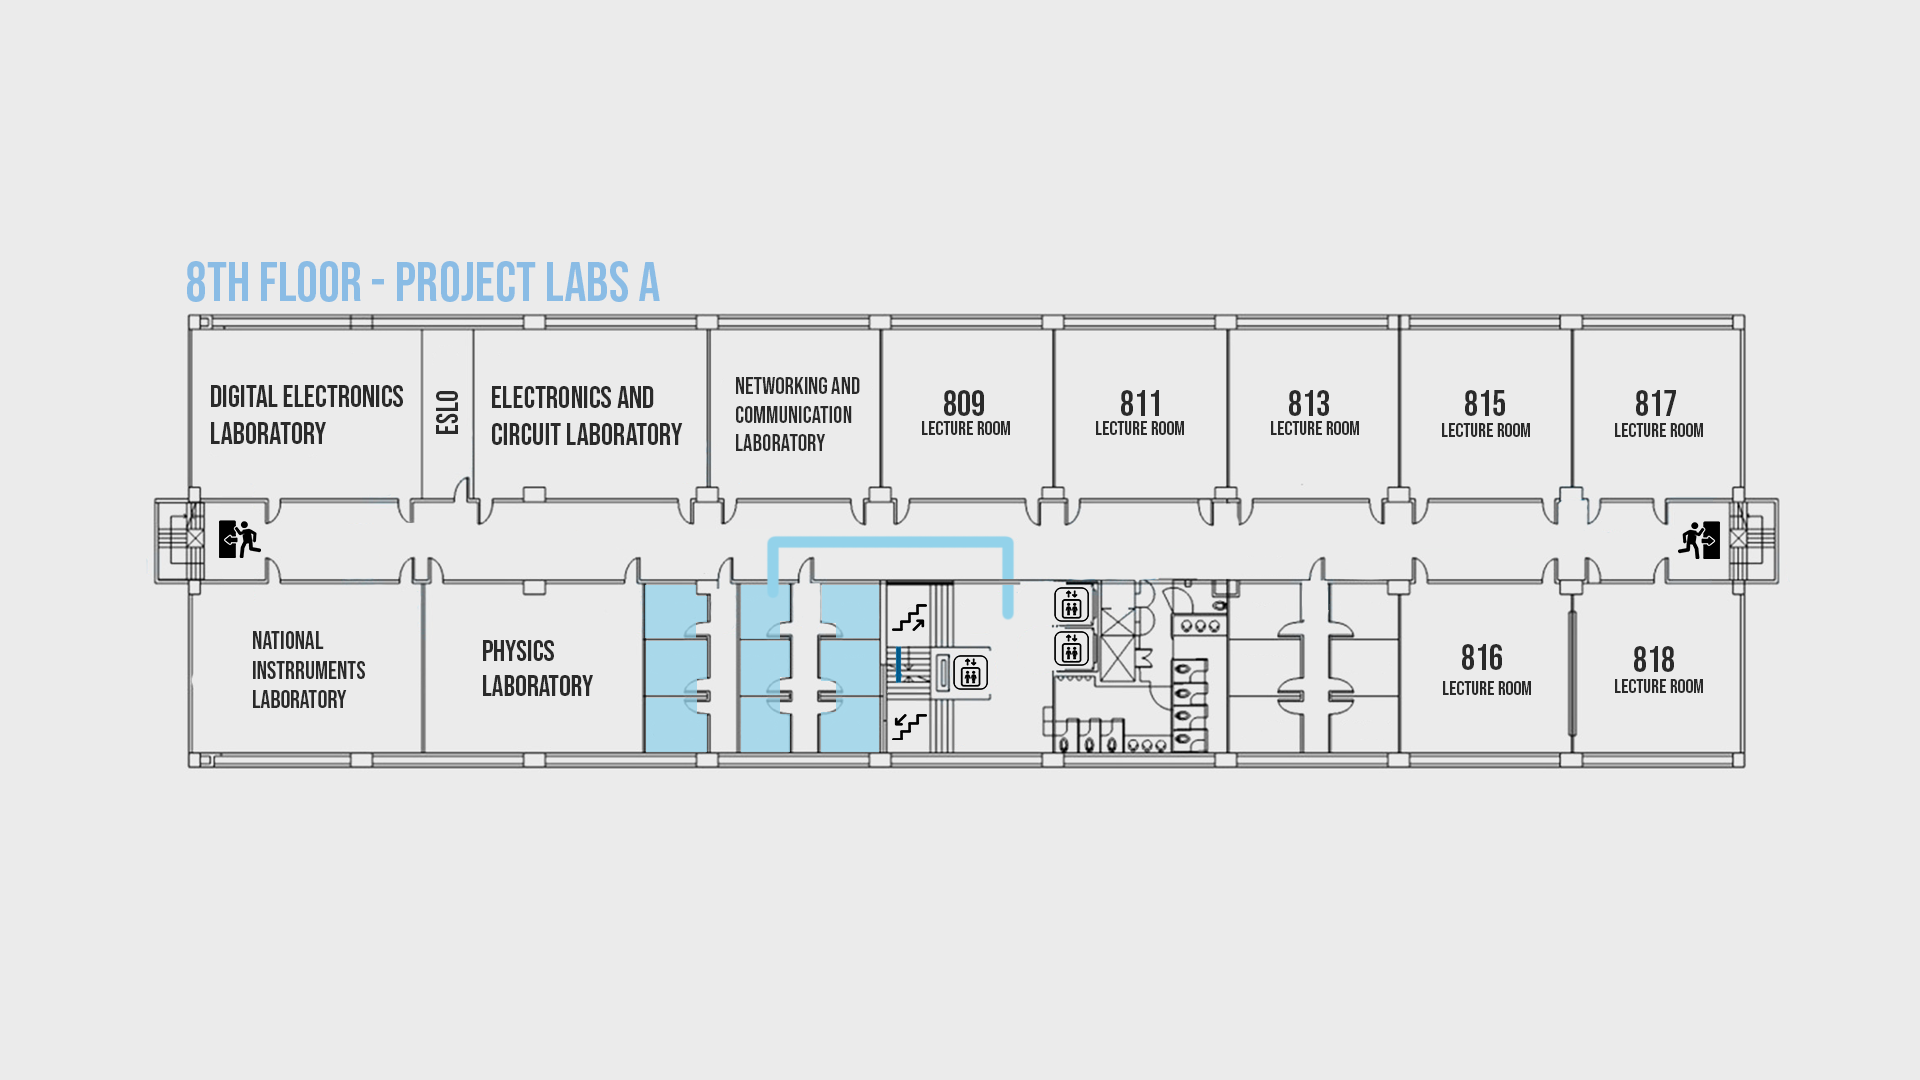 8TH FLOOR - PROJECT LABS A
DIGITAL ELECTRONICS
LABORATORY
ESLO
ELECTRONICS AND
CIRCUIT LABORATORY
NETWORKING AND
COMMUNICATION
LABORATORY
809
LECTURE ROOM
811
LECTURE ROOM
813
LECTURE ROOM
815
LECTURE ROOM
817
LECTURE ROOM
NATIONAL
INSTRRUMENTS
LABORATORY
PHYSICS
LABORATORY
816
LECTURE ROOM
818
LECTURE ROOM